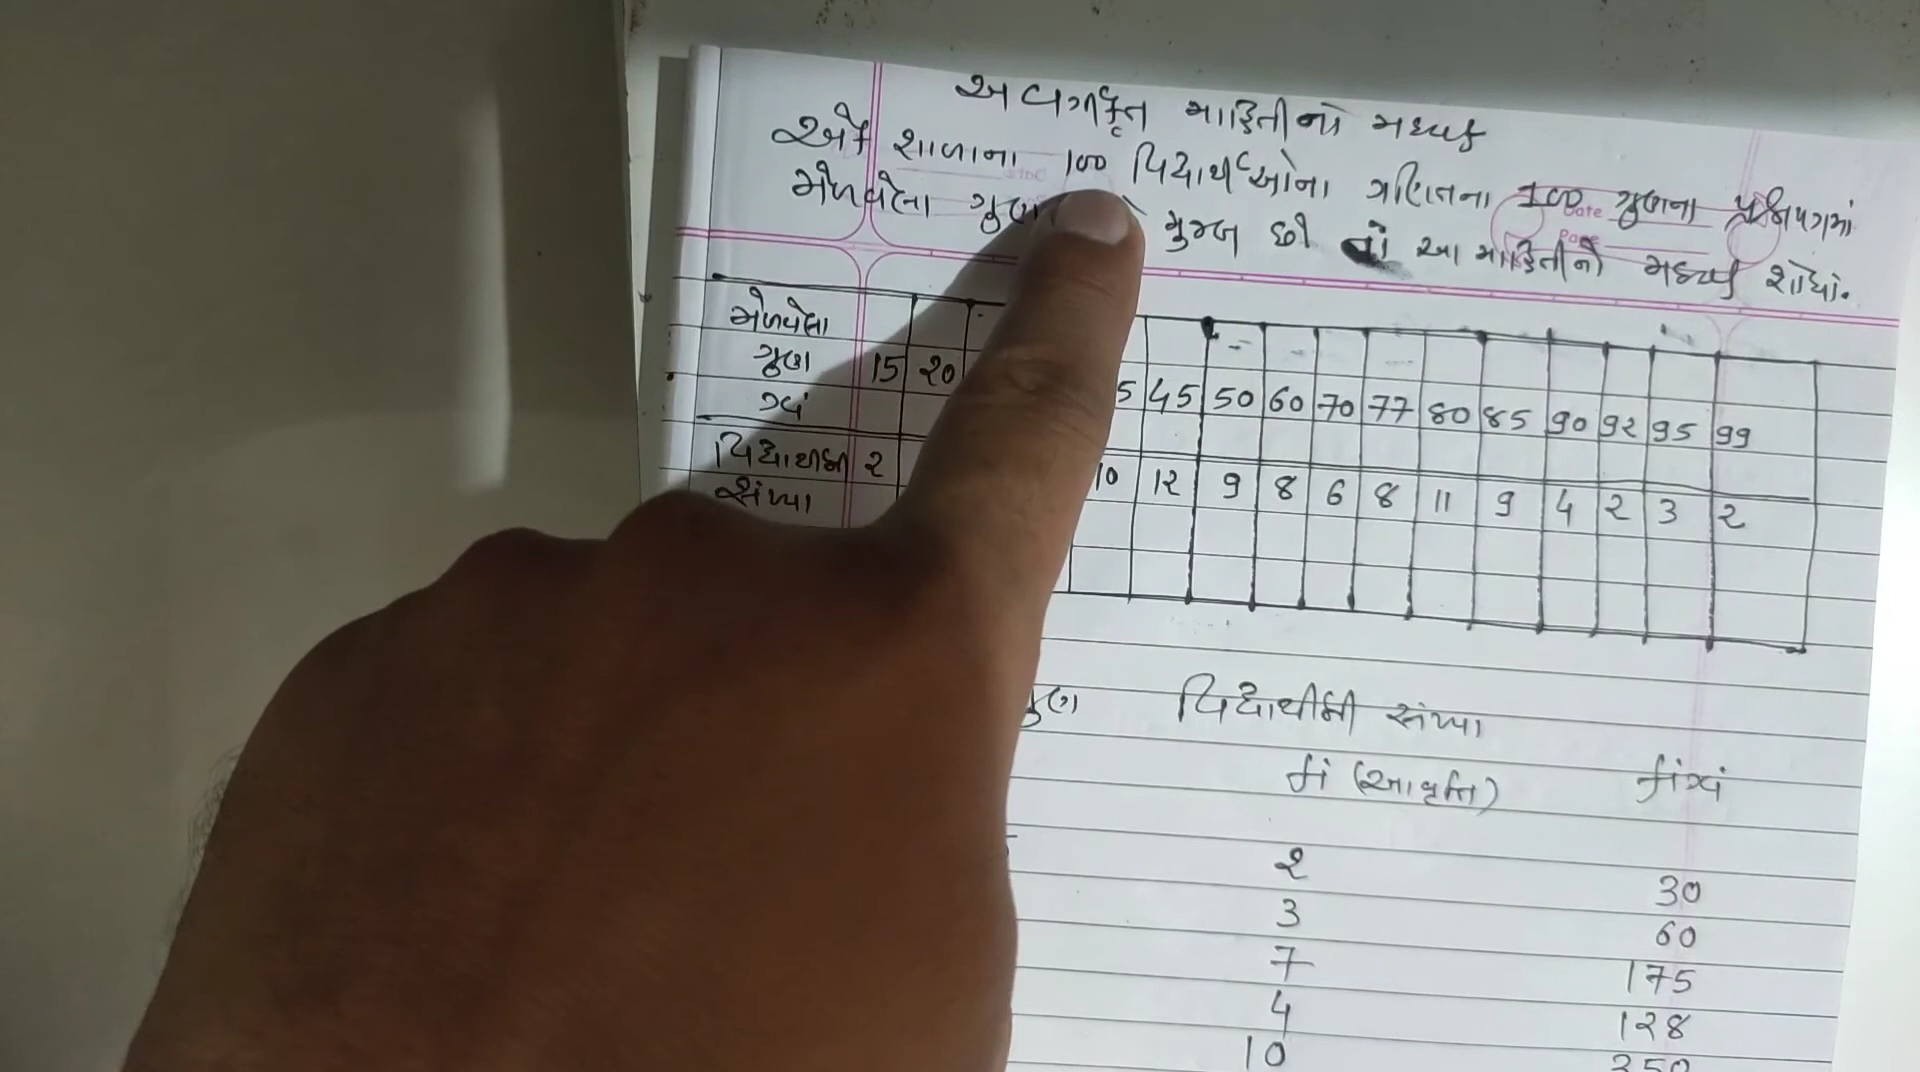 અવર્ગીકૃત માહિતીનો મધ્યક
એક શાળાના 100 વિદ્યાર્થીઓના ગણિતના 100 ગુણના પ્રશ્નપત્રમાં
મેળવેલા ગુણ મુજબ છે તો આ માહિતીનો મધ્યક શોધો.
મેળવેલા
ગુણ 15 20 5 45 50 60 70 77 80 85 90 92 95 99
xi
વિદ્યાર્થીની 2 10 12 9 8 6 8 11 9 4 2 3 2
સંખ્યા
ગુણ વિદ્યાર્થીની સંખ્યા
fi (આવૃત્તિ) fixi
2 30
3 60
7 175
4 128
10 350